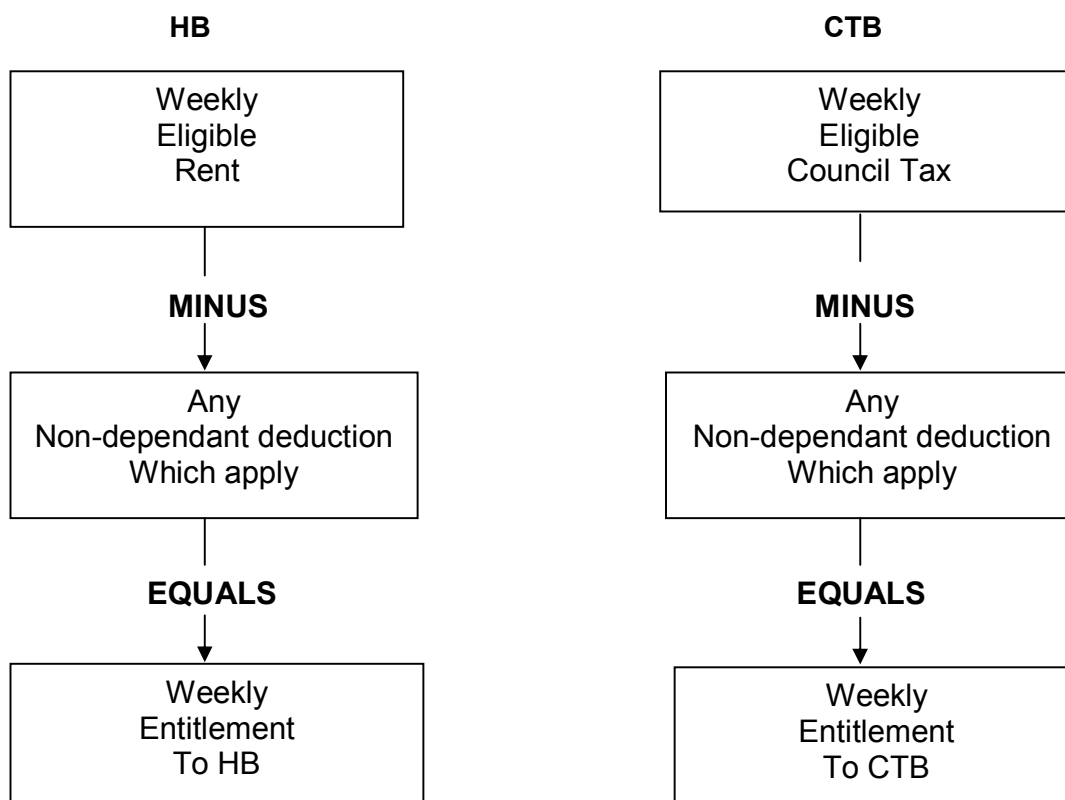 HB
Weekly
Eligible
Rent
MINUS
Any
Non-dependant deduction
Which apply
EQUALS
Weekly
Entitlement
To HB
CTB
Weekly
Eligible
Council Tax
MINUS
Any
Non-dependant deduction
Which apply
EQUALS
Weekly
Entitlement
To CTB